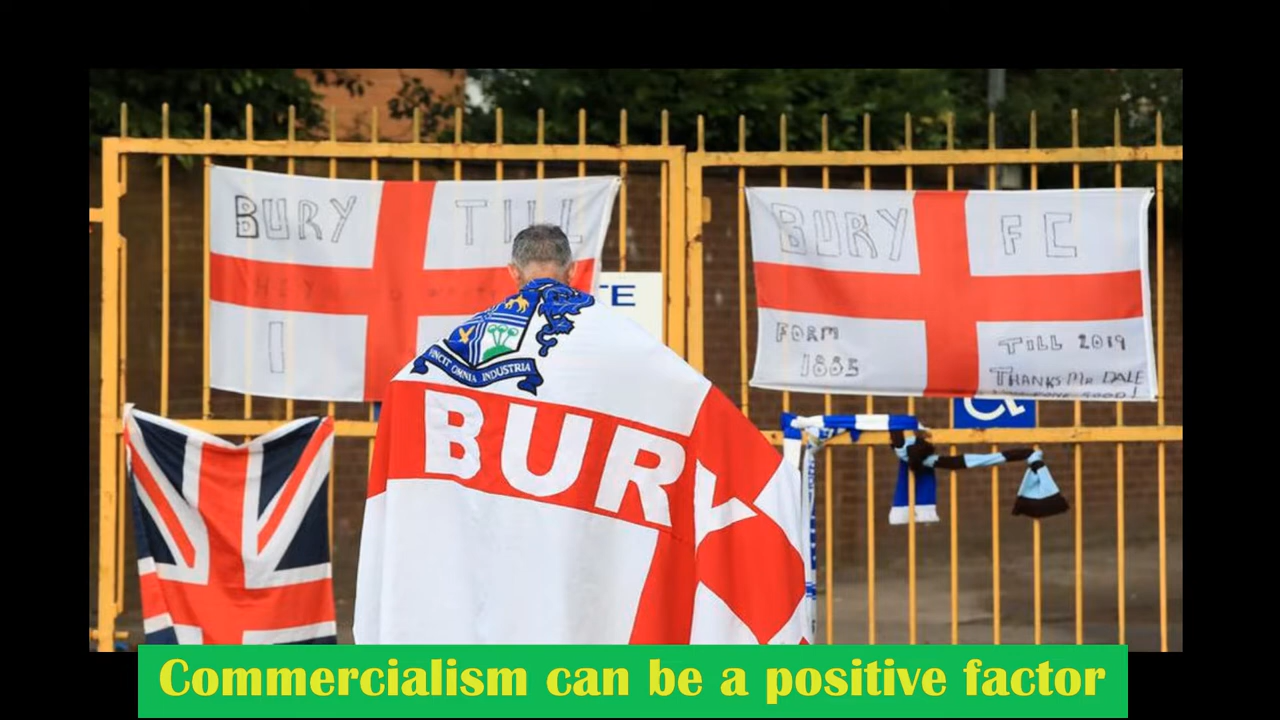 BURY TILL
I
TE
BURY FC
FORM
1885
TILL 2019
THANKS MR DALE
VINCIT OMNIA INDUSTRIA
BURY
Commercialism can be a positive factor